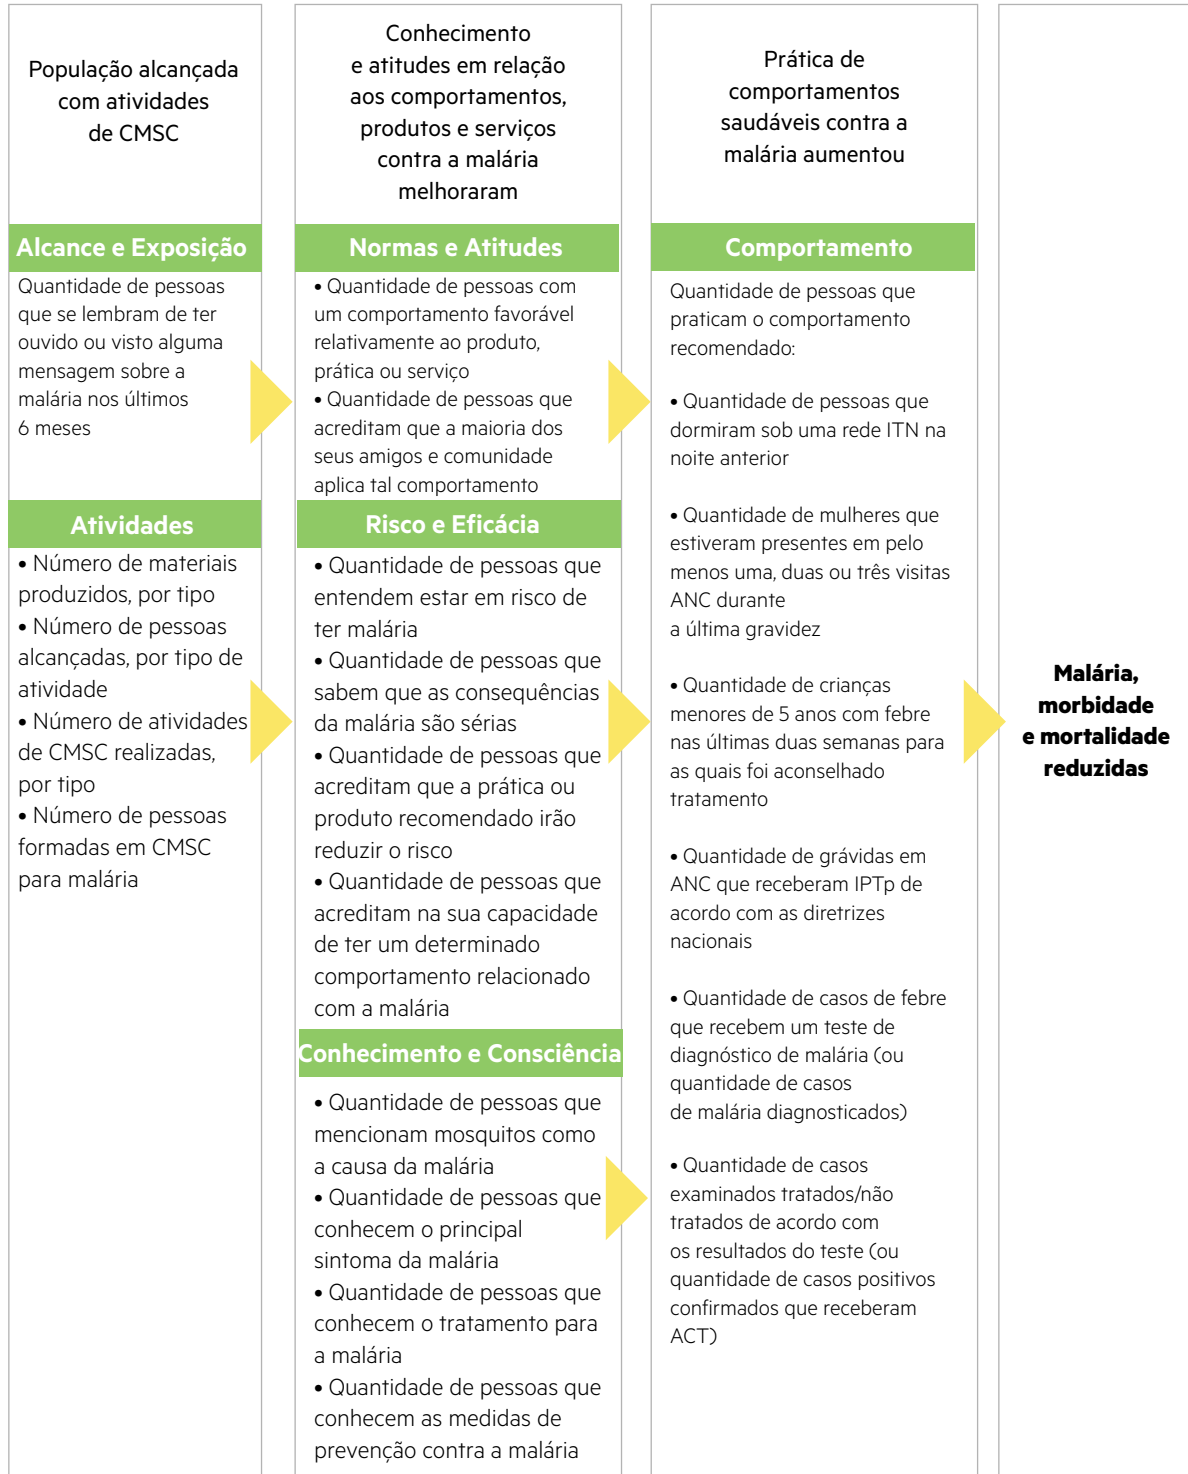 População alcançada
com atividades
de CMSC
Alcance e Exposição
Quantidade de pessoas
que se lembram de ter
ouvido ou visto alguma
mensagem sobre a
malária nos últimos
6 meses
Atividades
• Número de materiais
produzidos, por tipo
• Número de pessoas
alcançadas, por tipo de
atividade
• Número de atividades
de CMSC realizadas,
por tipo
• Número de pessoas
formadas em CMSC
para malária
Conhecimento
e atitudes em relação
aos comportamentos,
produtos e serviços
contra a malária
melhoraram
Normas e Atitudes
• Quantidade de pessoas com
um comportamento favorável
relativamente ao produto,
prática ou serviço
• Quantidade de pessoas que
acreditam que a maioria dos
seus amigos e comunidade
aplica tal comportamento
Risco e Eficácia
• Quantidade de pessoas que
entendem estar em risco de
ter malária
• Quantidade de pessoas que
sabem que as consequências
da malária são sérias
• Quantidade de pessoas que
acreditam que a prática ou
produto recomendado irão
reduzir o risco
• Quantidade de pessoas que
acreditam na sua capacidade
de ter um determinado
comportamento relacionado
com a malária
Conhecimento e Consciência
• Quantidade de pessoas que
mencionam mosquitos como
a causa da malária
• Quantidade de pessoas que
conhecem o principal
sintoma da malária
• Quantidade de pessoas que
conhecem o tratamento para
a malária
• Quantidade de pessoas que
conhecem as medidas de
prevenção contra a malária
Prática de
comportamentos
saudáveis contra a
malária aumentou
Comportamento
Quantidade de pessoas que
praticam o comportamento
recomendado:
• Quantidade de pessoas que
dormiram sob uma rede ITN na
noite anterior
• Quantidade de mulheres que
estiveram presentes em pelo
menos uma, duas ou três visitas
ANC durante
a última gravidez
• Quantidade de crianças
menores de 5 anos com febre
nas últimas duas semanas para
as quais foi aconselhado
tratamento
• Quantidade de grávidas em
ANC que receberam IPTp de
acordo com as diretrizes
nacionais
• Quantidade de casos de febre
que recebem um teste de
diagnóstico de malária (ou
quantidade de casos
de malária diagnosticados)
• Quantidade de casos
examinados tratados/não
tratados de acordo com
os resultados do teste (ou
quantidade de casos positivos
confirmados que receberam
ACT)
Malária,
morbidade
e mortalidade
reduzidas